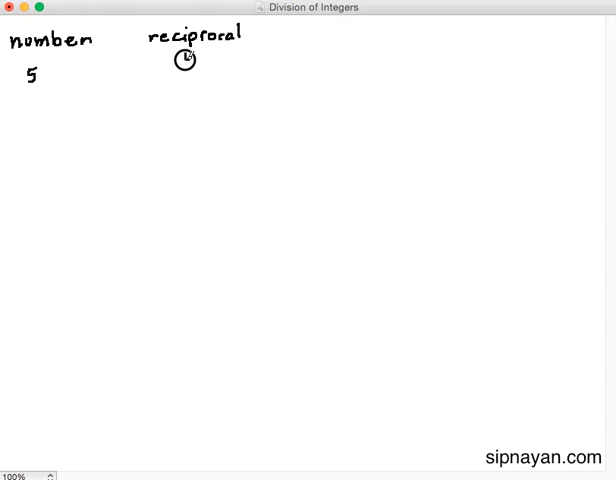 Division of Integers
number reciprocal
5
sipnayan.com
100%